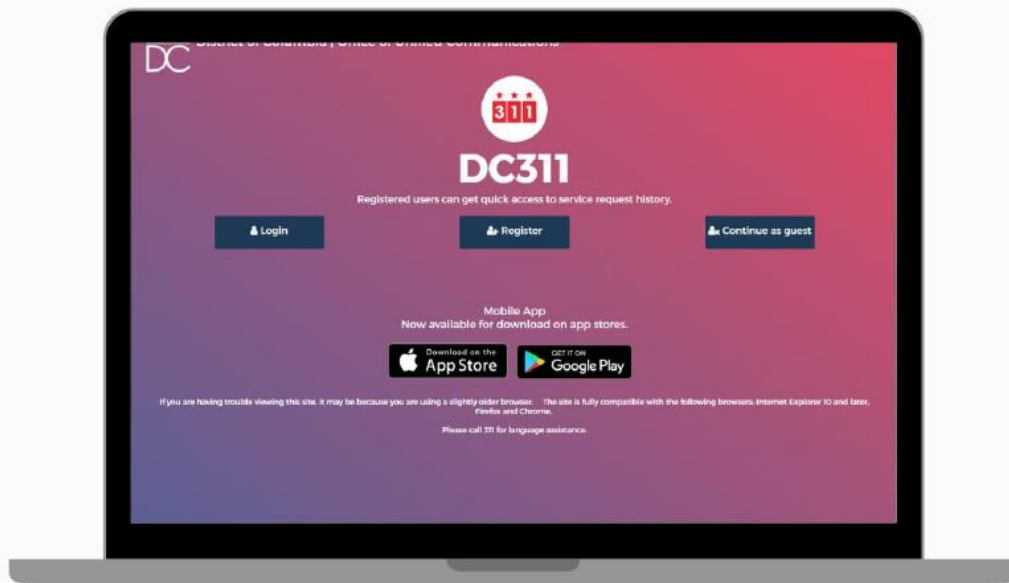 DC
District of Columbia | Office of Unified Communications
311
DC311
Registered users can get quick access to service request history.
Login
Register
Continue as guest
Mobile App
Now available for download on app stores.
Download on the
App Store
GET IT ON
Google Play
If you are having trouble viewing this site, it may be because you are using a slightly older browser. The site is fully compatible with the following browsers: Internet Explorer 10 and later,
Firefox and Chrome.
Please call 311 for language assistance.